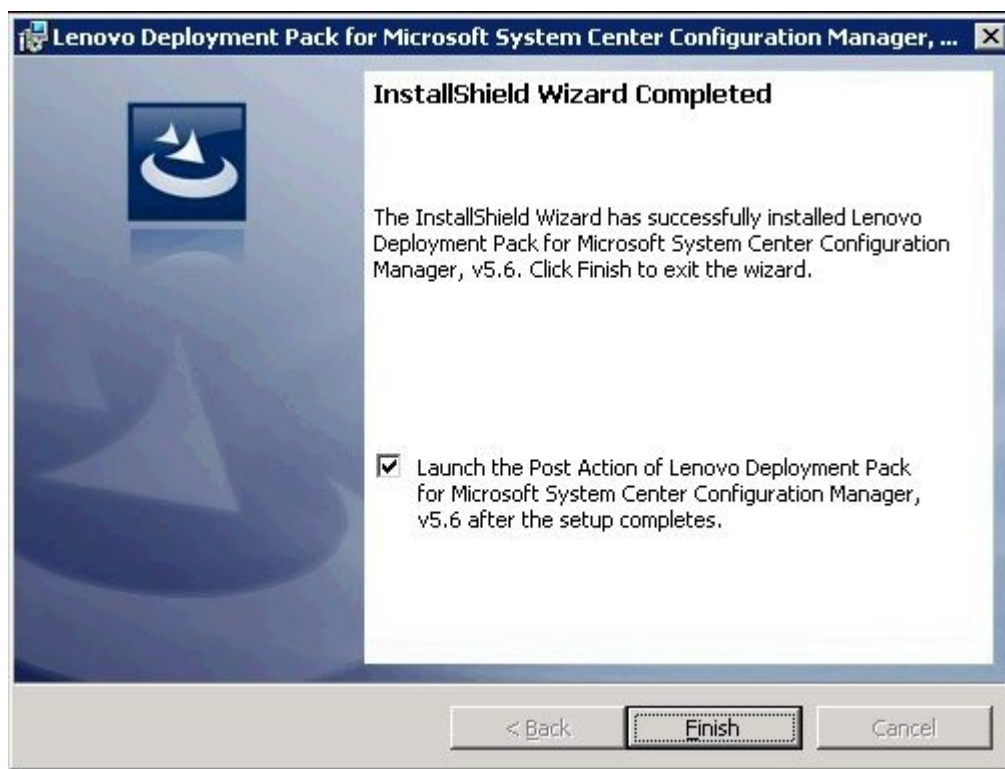 Lenovo Deployment Pack for Microsoft System Center Configuration Manager, ...
InstallShield Wizard Completed
The InstallShield Wizard has successfully installed Lenovo
Deployment Pack for Microsoft System Center Configuration
Manager, v5.6. Click Finish to exit the wizard.
Launch the Post Action of Lenovo Deployment Pack
for Microsoft System Center Configuration Manager,
v5.6 after the setup completes.
< Back
Finish
Cancel